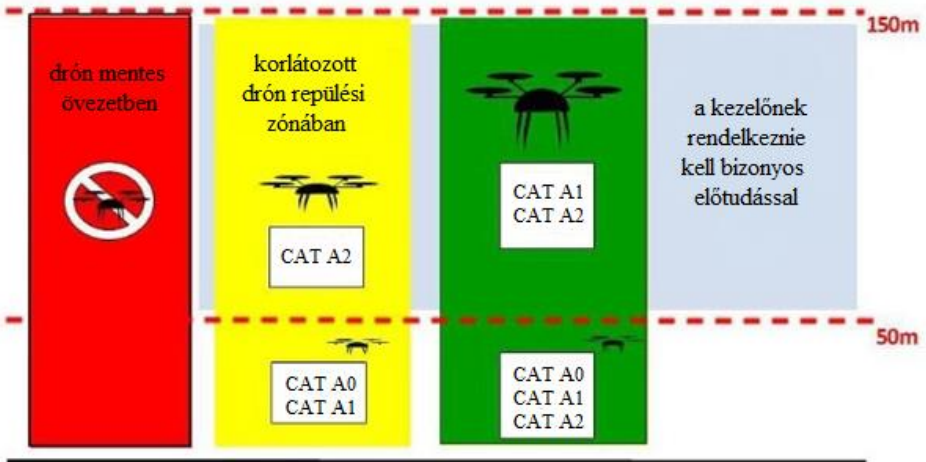 150m
drón mentes
övezetben
korlátozott
drón repülési
zónában
CAT A2
CAT A1
CAT A2
a kezelőnek
rendelkeznie
kell bizonyos
előtudással
50m
CAT A0
CAT A1
CAT A0
CAT A1
CAT A2